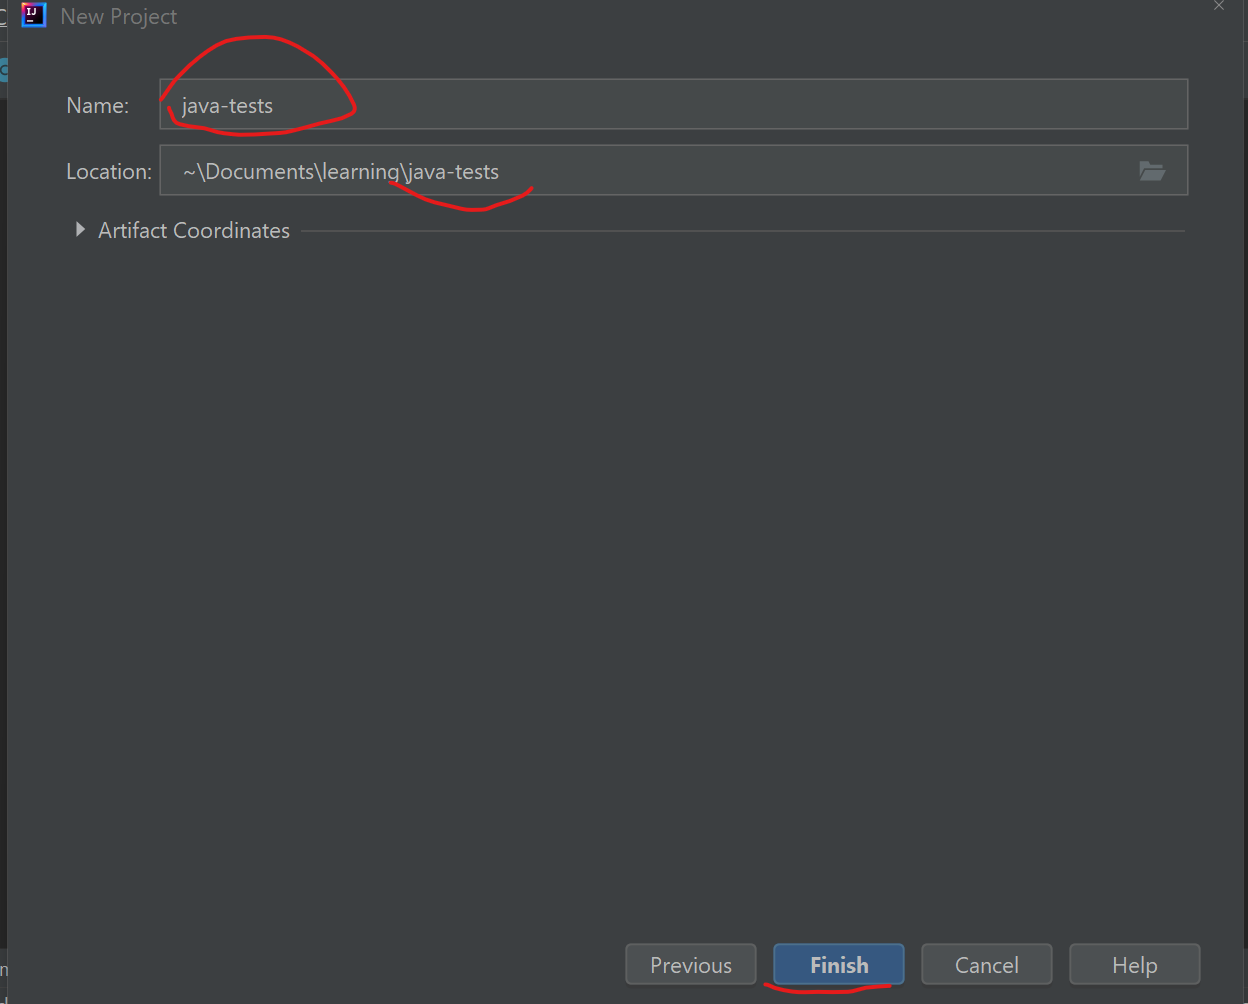 IJ
New Project
Name: java-tests
Location: ~\Documents\learning\java-tests
Artifact Coordinates
Previous Finish Cancel Help